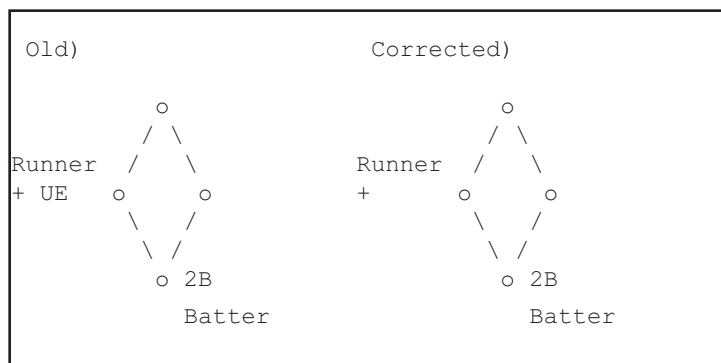 Old) Corrected)
o o
/ \ / \
Runner / \ Runner / \
+ UE o o + o o
\ / \ /
\ / \ /
o 2B o 2B
Batter Batter